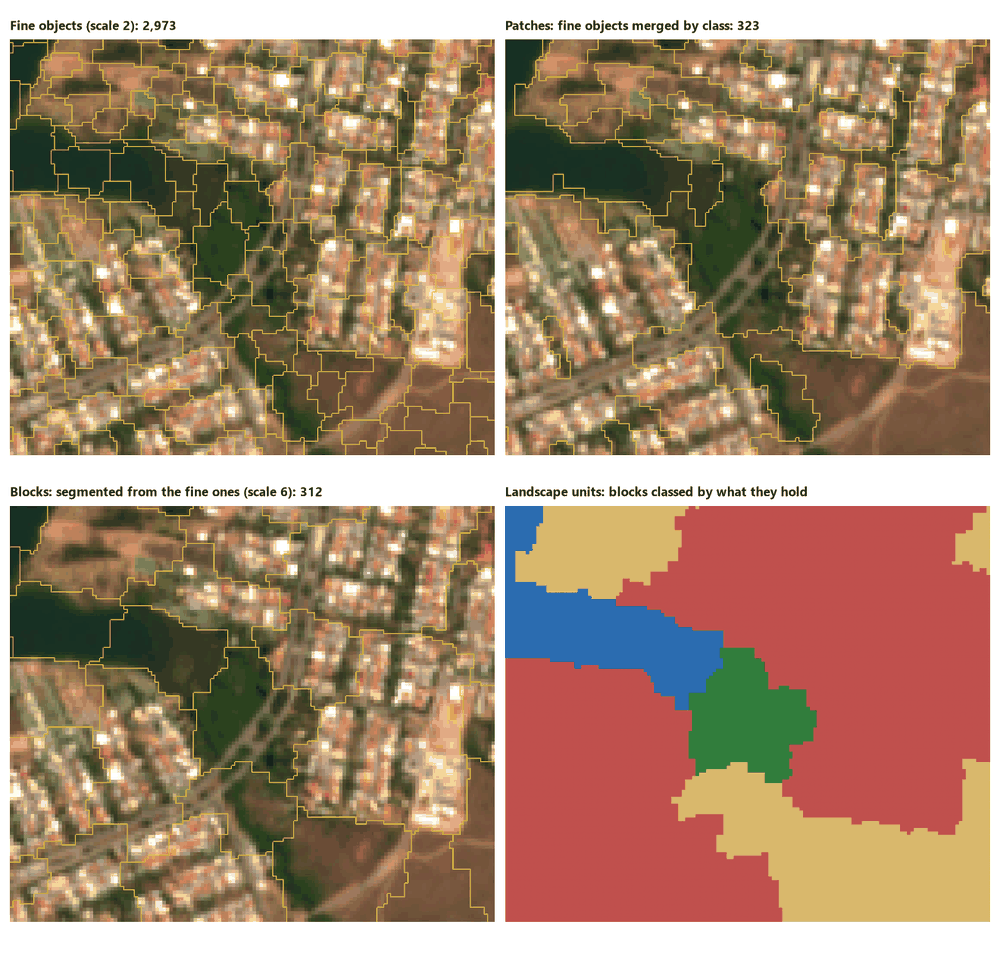 Fine objects (scale 2): 2,973
Patches: fine objects merged by class: 323
Blocks: segmented from the fine ones (scale 6): 312
Landscape units: blocks classed by what they hold